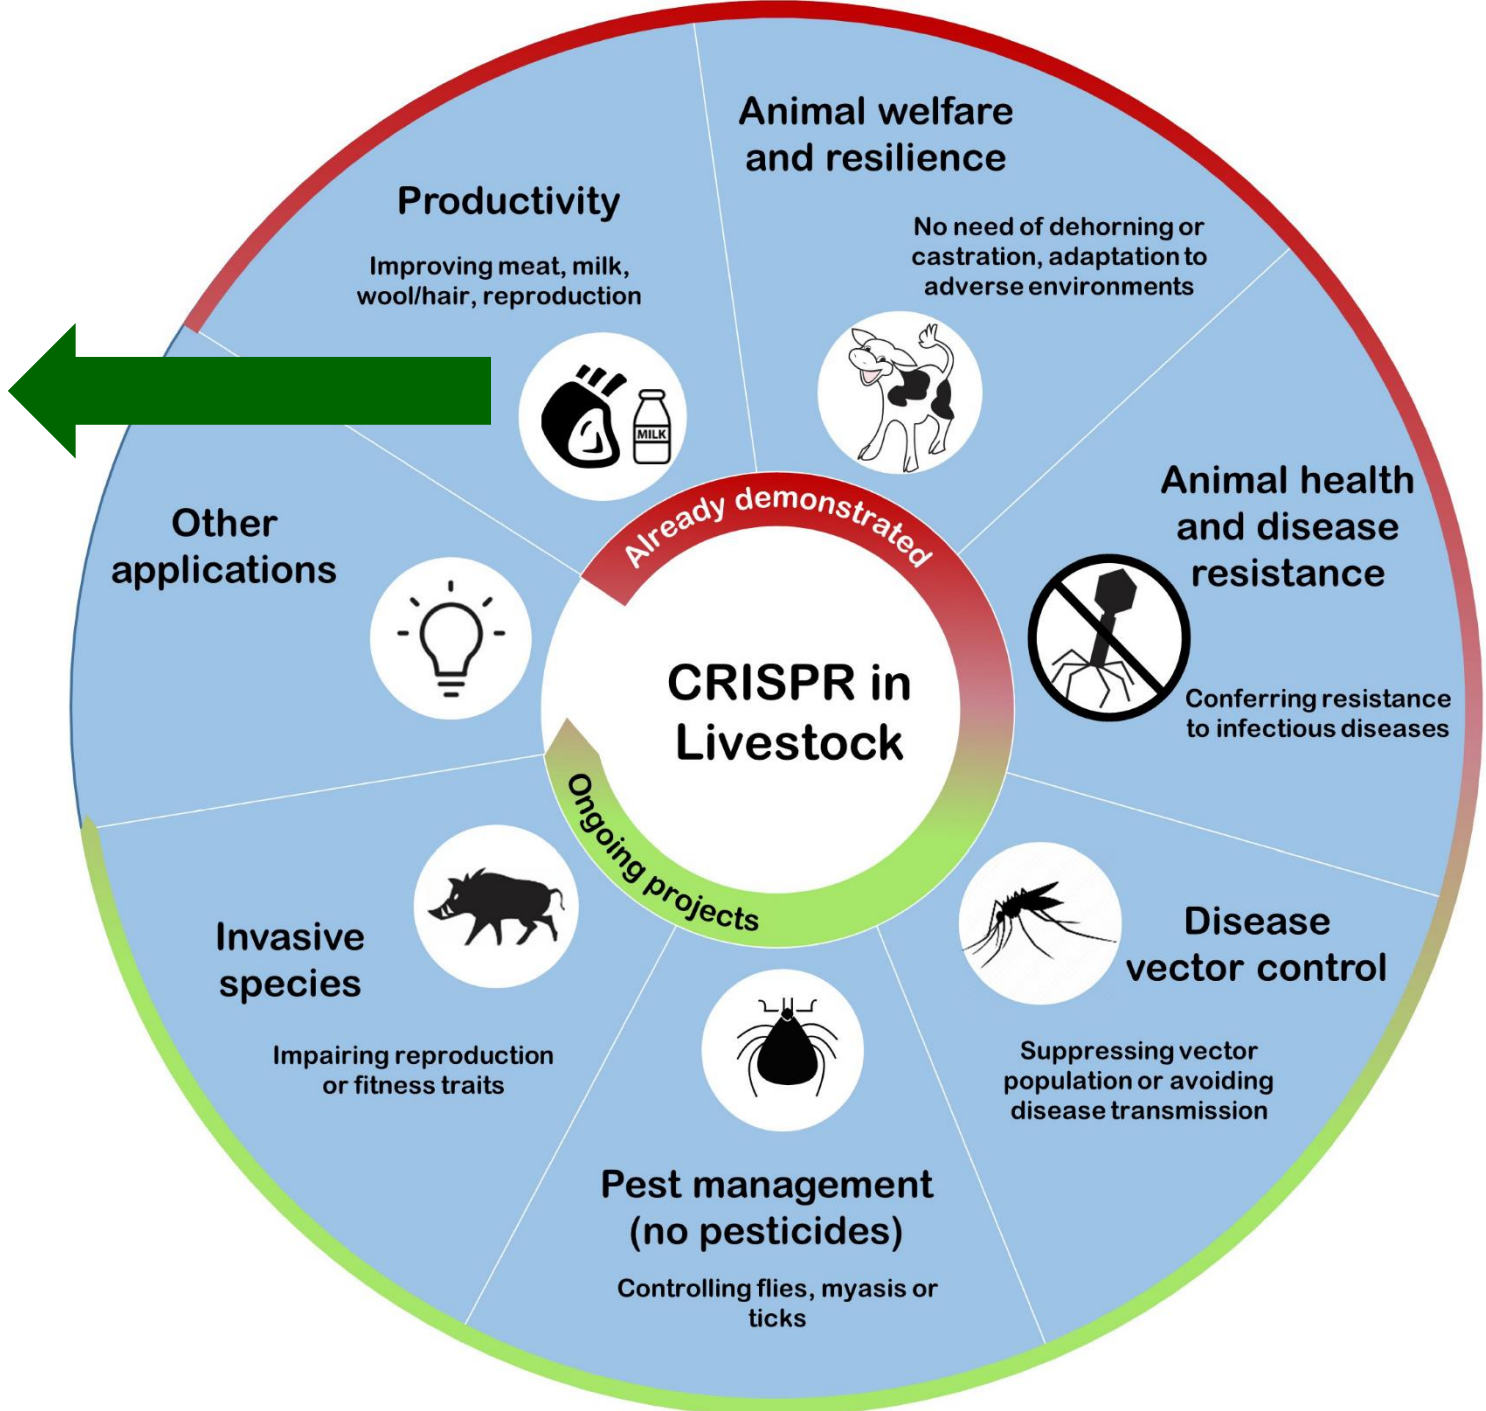 Animal welfare
and resilience
No need of dehorning or
castration, adaptation to
adverse environments
Productivity
Improving meat, milk,
wool/hair, reproduction
MILK
Already demonstrated
Animal health
and disease
resistance
Conferring resistance
to infectious diseases
Other
applications
CRISPR in
Livestock
Ongoing projects
Disease
vector control
Suppressing vector
population or avoiding
disease transmission
Invasive
species
Impairing reproduction
or fitness traits
Pest management
(no pesticides)
Controlling flies, myasis or
ticks